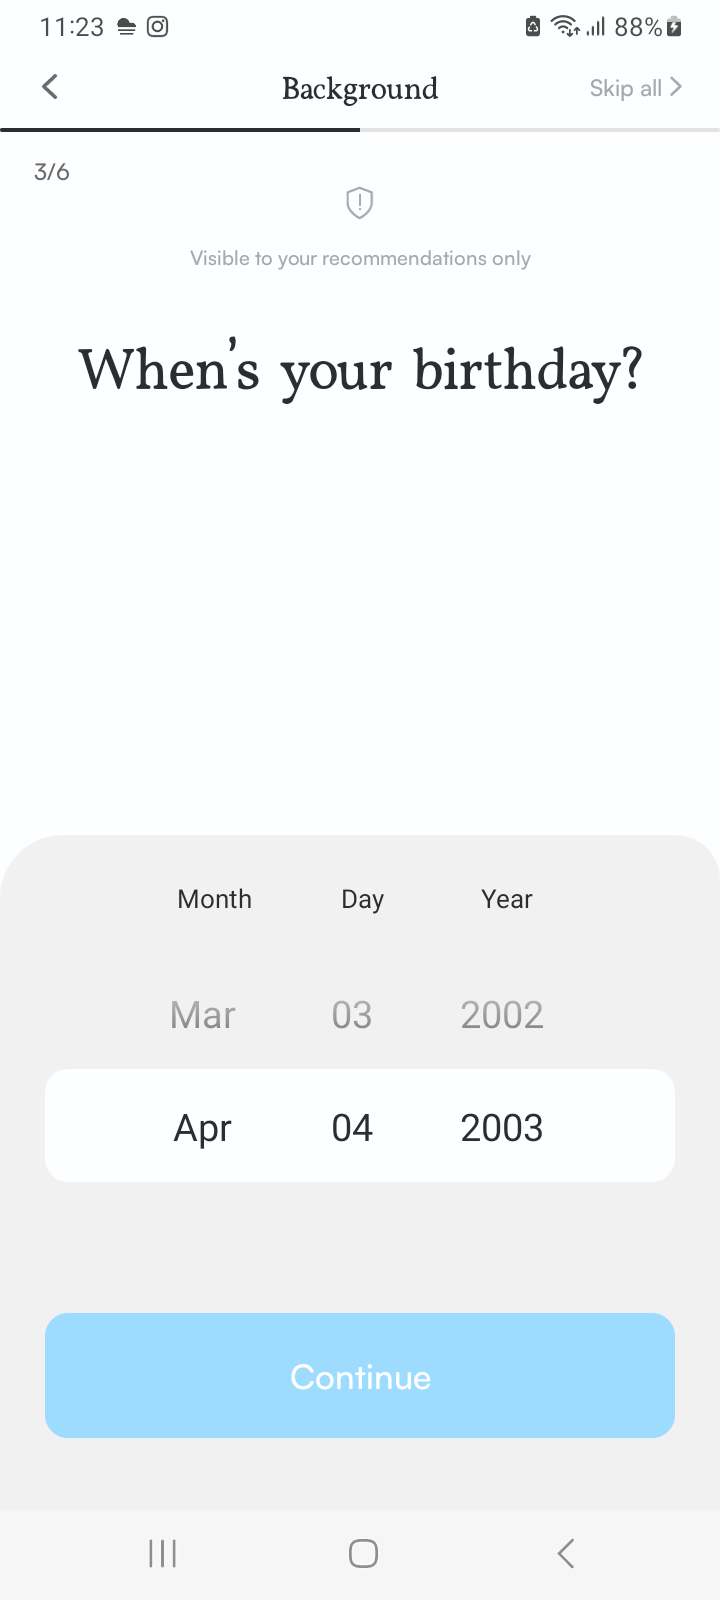 11:23 88%
Background Skip all
3/6
Visible to your recommendations only
When's your birthday?
Month Day Year
Mar 03 2002
Apr 04 2003
Continue